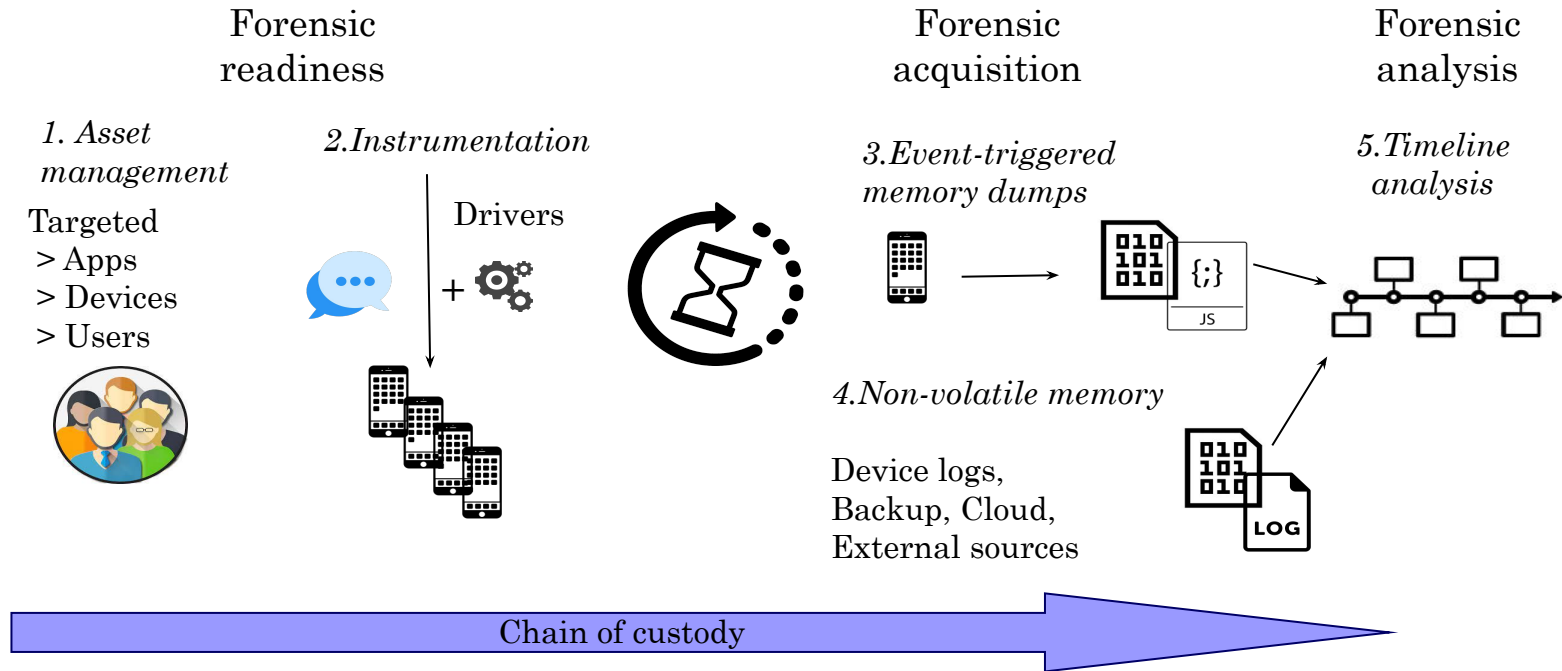 Forensic
readiness
Forensic
acquisition
Forensic
analysis
1. Asset
management
Targeted
> Apps
> Devices
> Users
2.Instrumentation
Drivers
+
3.Event-triggered
memory dumps
010
101
010
{;}
JS
4.Non-volatile memory
Device logs,
Backup, Cloud,
External sources
010
101
010
LOG
5.Timeline
analysis
Chain of custody